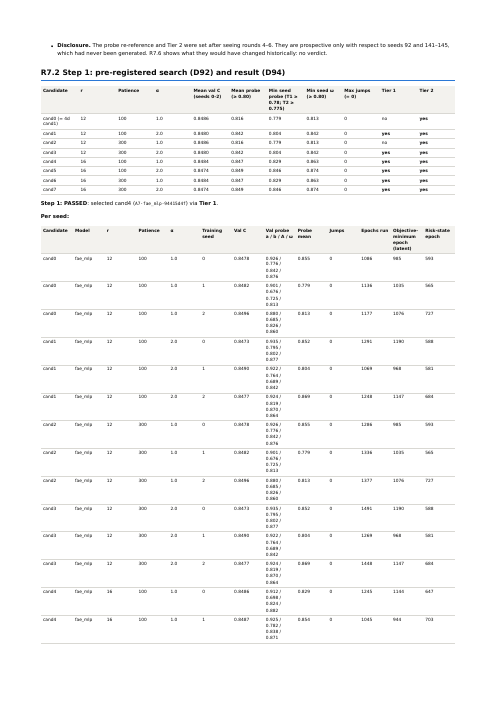 • Disclosure. The probe re-reference and Tier 2 were set after seeing rounds 4–6. They are prospective only with respect to seeds 92 and 141–145,
which had never been generated. R7.6 shows what they would have changed historically: no verdict.
R7.2 Step 1: pre-registered search (D92) and result (D94)
Candidate r Patience α Mean val C (seeds 0-2) Mean probe (≥ 0.80) Min seed probe (T1 ≥ 0.78; T2 ≥ 0.775) Min seed ω (≥ 0.80) Max jumps (= 0) Tier 1 Tier 2
cand0 (= 4d cand1) 12 100 1.0 0.8486 0.816 0.779 0.813 0 no yes
cand1 12 100 2.0 0.8480 0.842 0.804 0.842 0 yes yes
cand2 12 300 1.0 0.8486 0.816 0.779 0.813 0 no yes
cand3 12 300 2.0 0.8480 0.842 0.804 0.842 0 yes yes
cand4 16 100 1.0 0.8484 0.847 0.829 0.863 0 yes yes
cand5 16 100 2.0 0.8474 0.849 0.846 0.874 0 yes yes
cand6 16 300 1.0 0.8484 0.847 0.829 0.863 0 yes yes
cand7 16 300 2.0 0.8474 0.849 0.846 0.874 0 yes yes
Step 1: PASSED: selected cand4 via Tier 1.
Per seed:
Candidate Model r Patience α Training seed Val C Val probe a / b / A / ω Probe mean Jumps Epochs run Objective-minimum epoch (latent) Risk-state epoch
cand0 fae_mlp 12 100 1.0 0 0.8478 0.926 / 0.776 / 0.842 / 0.876 0.855 0 1086 985 593
cand0 fae_mlp 12 100 1.0 1 0.8482 0.901 / 0.676 / 0.725 / 0.813 0.779 0 1136 1035 565
cand0 fae_mlp 12 100 1.0 2 0.8496 0.880 / 0.685 / 0.826 / 0.860 0.813 0 1177 1076 727
cand1 fae_mlp 12 100 2.0 0 0.8473 0.935 / 0.795 / 0.802 / 0.877 0.852 0 1291 1190 588
cand1 fae_mlp 12 100 2.0 1 0.8490 0.922 / 0.764 / 0.689 / 0.842 0.804 0 1069 968 581
cand1 fae_mlp 12 100 2.0 2 0.8477 0.924 / 0.819 / 0.870 / 0.864 0.869 0 1248 1147 684
cand2 fae_mlp 12 300 1.0 0 0.8478 0.926 / 0.776 / 0.842 / 0.876 0.855 0 1286 985 593
cand2 fae_mlp 12 300 1.0 1 0.8482 0.901 / 0.676 / 0.725 / 0.813 0.779 0 1336 1035 565
cand2 fae_mlp 12 300 1.0 2 0.8496 0.880 / 0.685 / 0.826 / 0.860 0.813 0 1377 1076 727
cand3 fae_mlp 12 300 2.0 0 0.8473 0.935 / 0.795 / 0.802 / 0.877 0.852 0 1491 1190 588
cand3 fae_mlp 12 300 2.0 1 0.8490 0.922 / 0.764 / 0.689 / 0.842 0.804 0 1269 968 581
cand3 fae_mlp 12 300 2.0 2 0.8477 0.924 / 0.819 / 0.870 / 0.864 0.869 0 1448 1147 684
cand4 fae_mlp 16 100 1.0 0 0.8486 0.912 / 0.698 / 0.824 / 0.882 0.829 0 1245 1144 647
cand4 fae_mlp 16 100 1.0 1 0.8487 0.925 / 0.782 / 0.838 / 0.871 0.854 0 1045 944 703